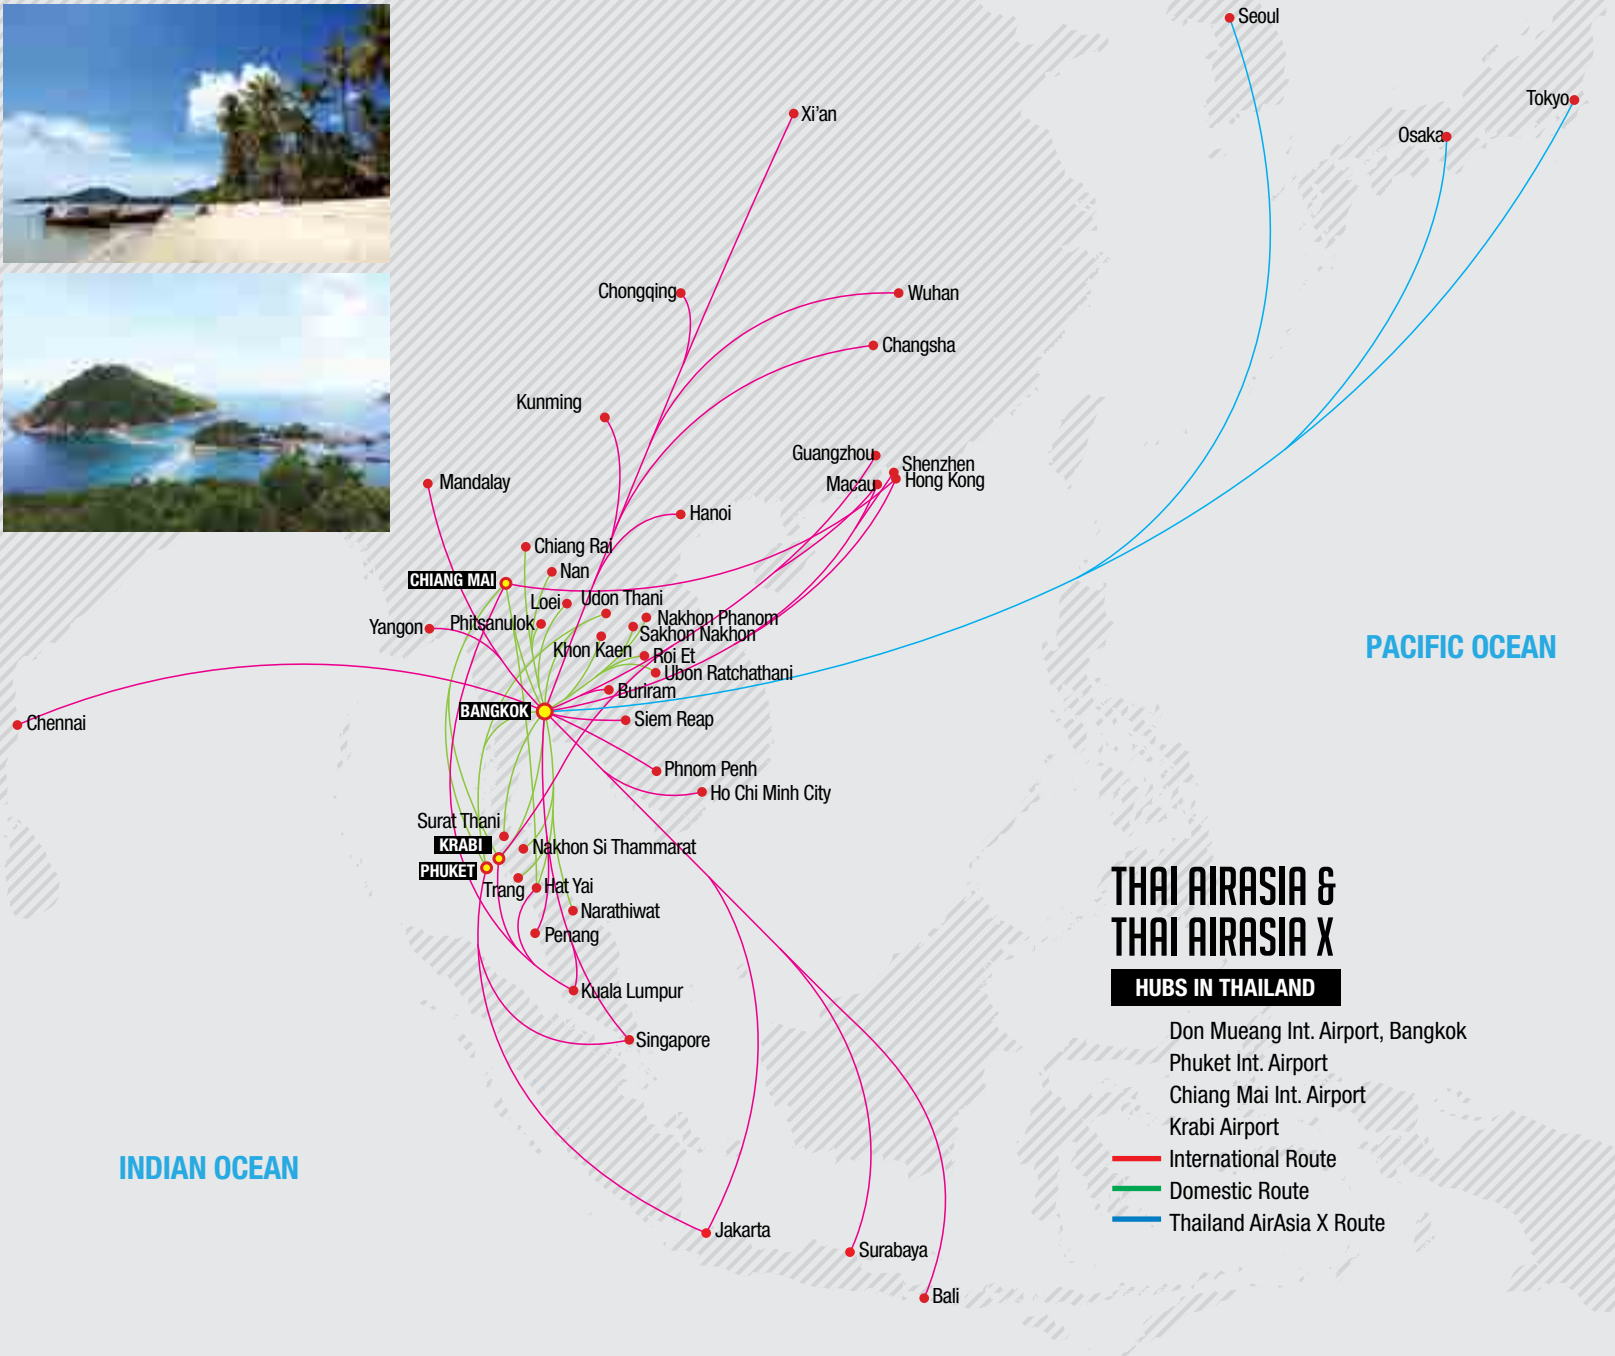 Seoul
Tokyo
Osaka
Xi'an
Chongqing
Wuhan
Changsha
Kunming
Guangzhou
Shenzhen
Hong Kong
Macau
Mandalay
Hanoi
Chiang Rai
Nan
CHIANG MAI
Loei
Udon Thani
Phitsanulok
Nakhon Phanom
Sakhon Nakhon
Yangon
Khon Kaen
Roi Et
Ubon Ratchathani
PACIFIC OCEAN
Buriram
BANGKOK
Siem Reap
Chennai
Phnom Penh
Ho Chi Minh City
Surat Thani
KRABI
Nakhon Si Thammarat
PHUKET
Trang
Hat Yai
Narathiwat
Penang
Kuala Lumpur
Singapore
THAI AIRASIA &
THAI AIRASIA X
HUBS IN THAILAND
Don Mueang Int. Airport, Bangkok
Phuket Int. Airport
Chiang Mai Int. Airport
Krabi Airport
International Route
Domestic Route
Thailand AirAsia X Route
INDIAN OCEAN
Jakarta
Surabaya
Bali